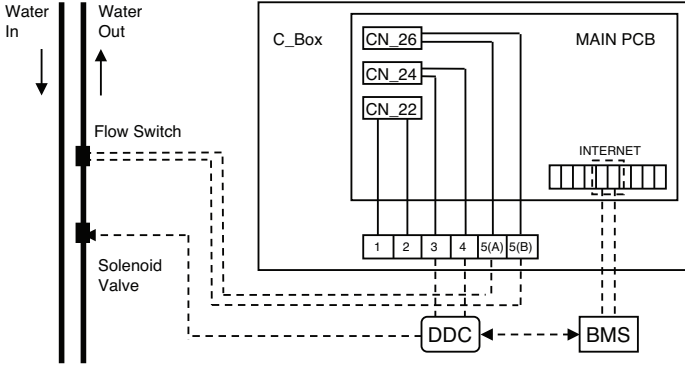 Water
In
Water
Out
C_Box
CN_26
MAIN PCB
CN_24
CN_22
Flow Switch
INTERNET
1 2 3 4 5(A) 5(B)
Solenoid
Valve
DDC
BMS